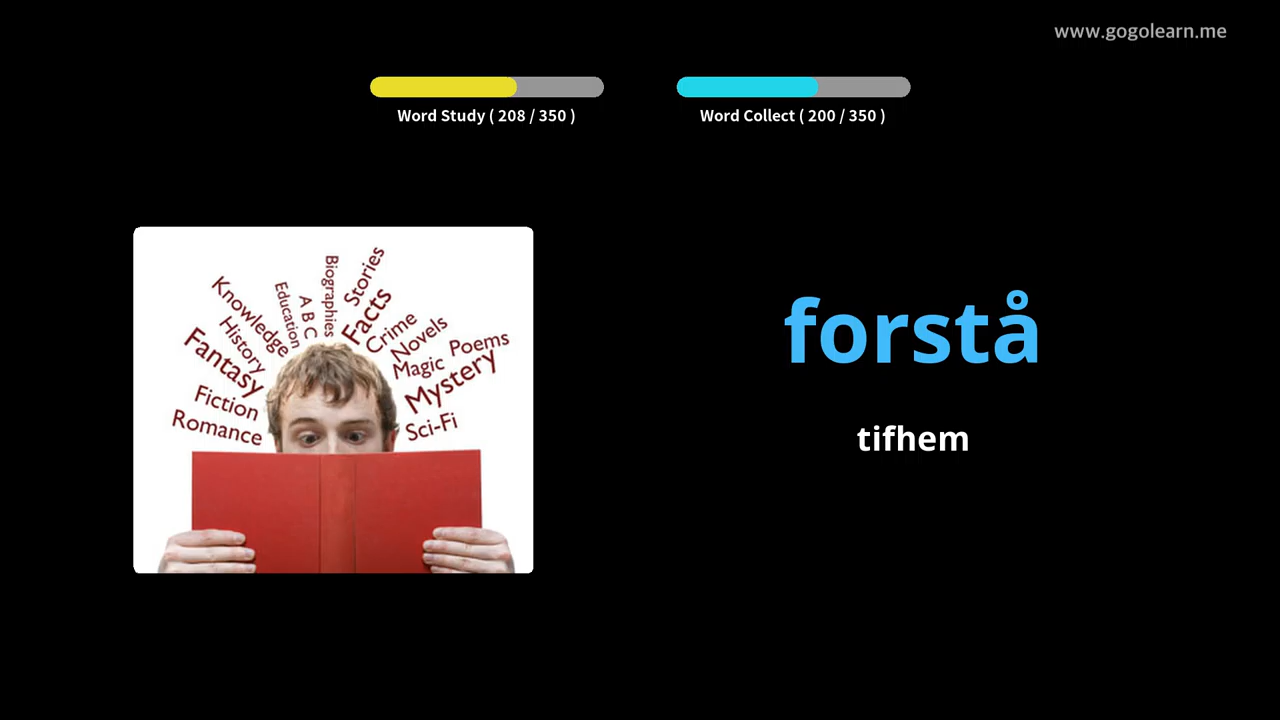 www.gogolearn.me
Word Study ( 208 / 350 )
Word Collect ( 200 / 350 )
Romance
Fiction
Fantasy
History
Knowledge
Education
A B C
Biographies
Stories
Facts
Crime
Novels
Magic
Poems
Mystery
Sci-Fi
forstå
tifhem